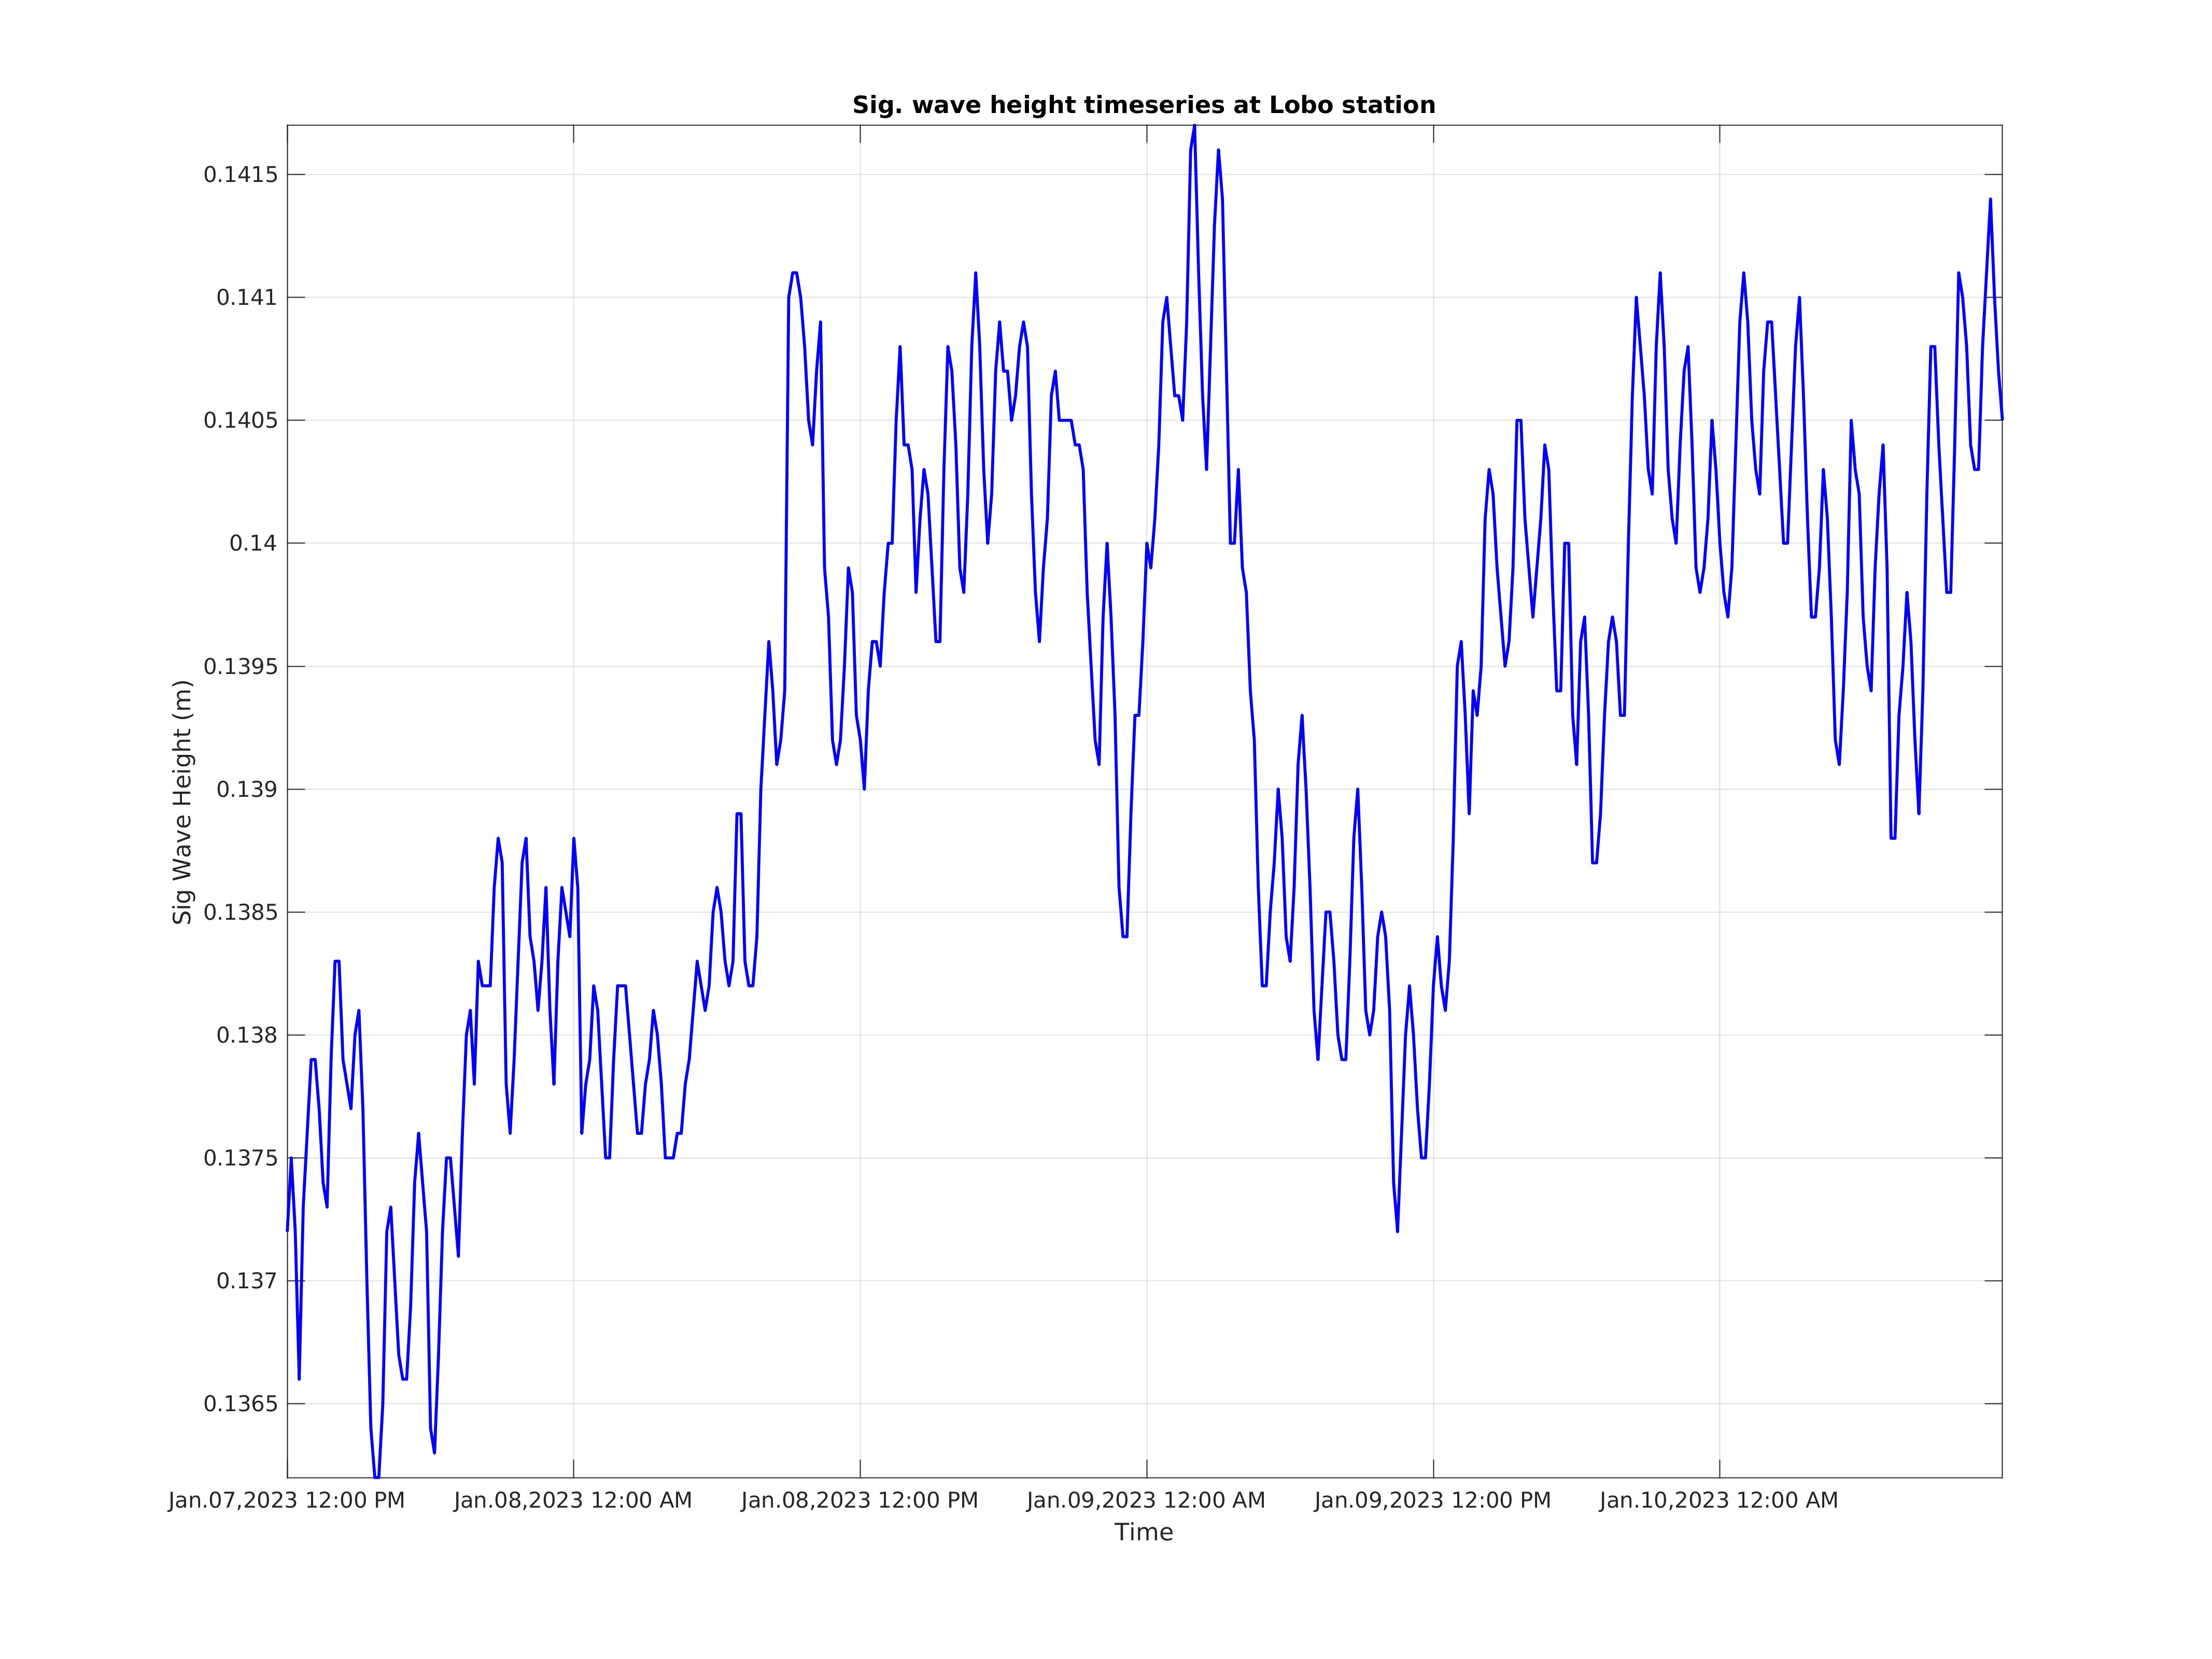 Sig. wave height timeseries at Lobo station
0.1415
0.141
0.1405
0.14
0.1395
0.139
0.1385
0.138
0.1375
0.137
0.1365
Sig Wave Height (m)
Jan.07,2023 12:00 PM Jan.08,2023 12:00 AM Jan.08,2023 12:00 PM Jan.09,2023 12:00 AM Jan.09,2023 12:00 PM Jan.10,2023 12:00 AM
Time